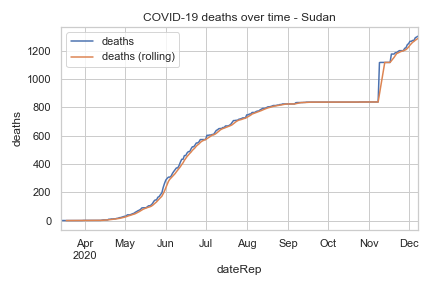 COVID-19 deaths over time - Sudan
deaths
deaths (rolling)
1200
1000
800
600
400
200
0
deaths
Apr May Jun Jul Aug Sep Oct Nov Dec
2020
dateRep